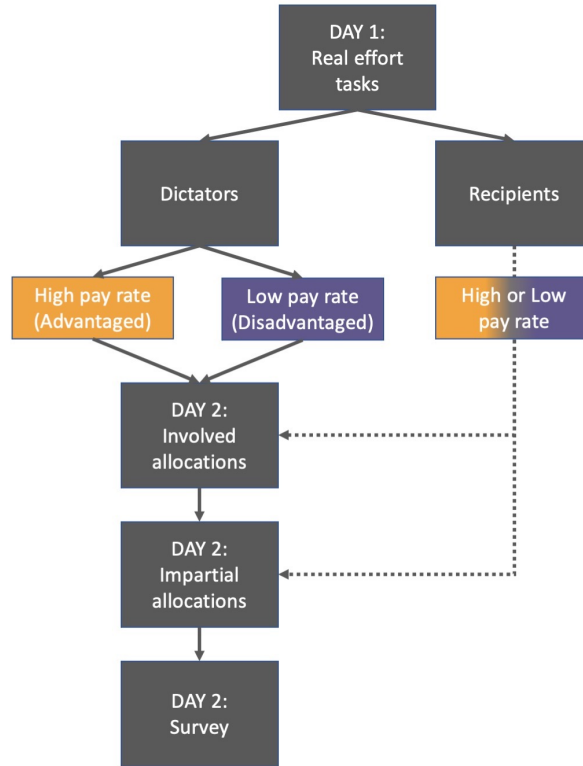 DAY 1:
Real effort
tasks
Dictators
Recipients
High pay rate
(Advantaged)
Low pay rate
(Disadvantaged)
High or Low
pay rate
DAY 2:
Involved
allocations
DAY 2:
Impartial
allocations
DAY 2:
Survey